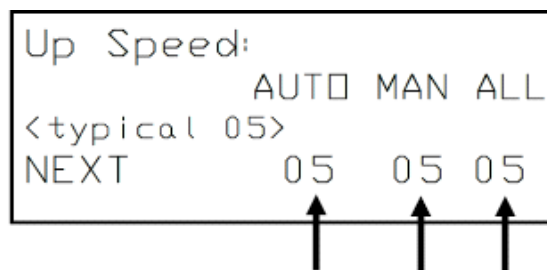 Up Speed:
AUTO MAN ALL
<typical 05>
NEXT 05 05 05